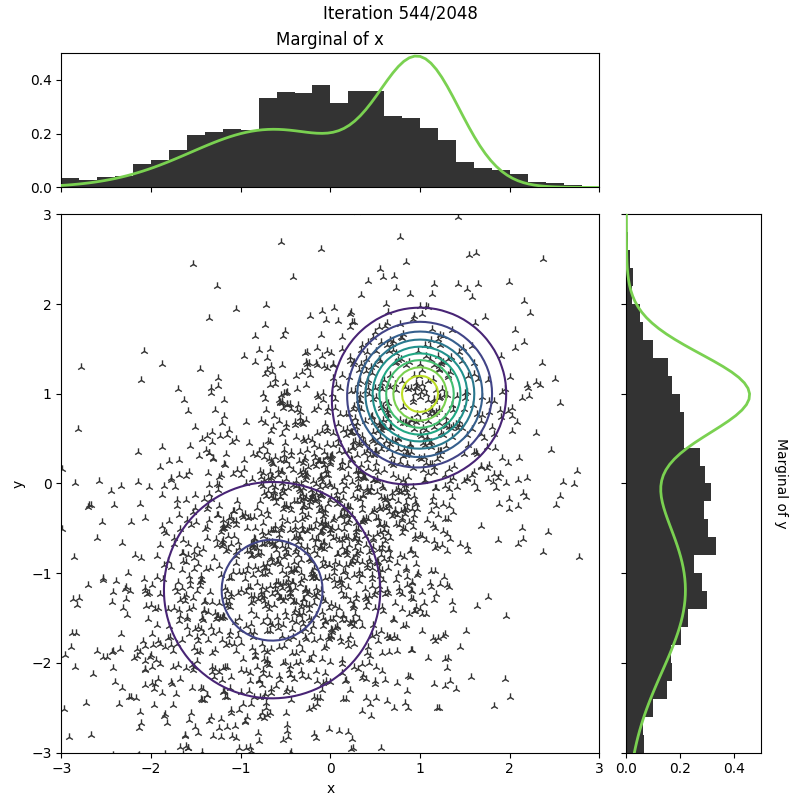 Iteration 544/2048
Marginal of x
0.4
0.2
0.0
3
2
1
0
−1
−2
−3
y
−3 −2 −1 0 1 2 3
x
Marginal of y
0.0 0.2 0.4